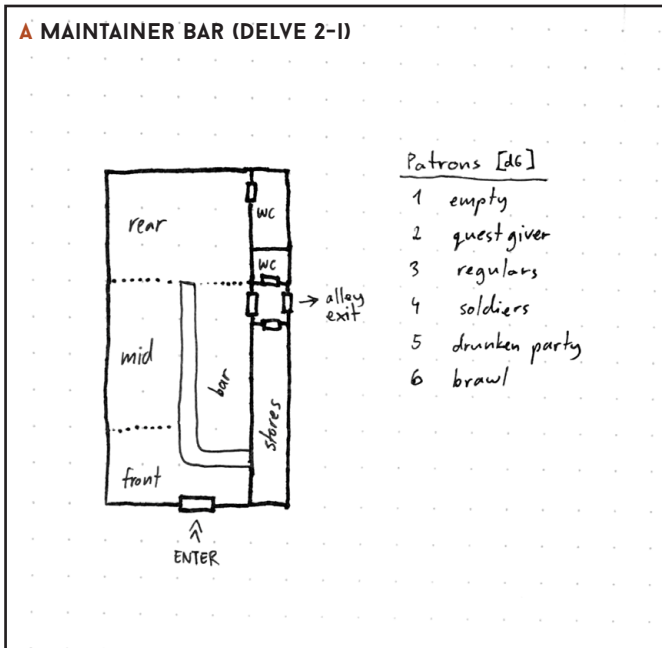 A MAINTAINER BAR (DELVE 2-1)
rear
WC
WC
mid
bar
stores
front
→ alley
exit
ENTER
Patrons [d6]
1 empty
2 quest giver
3 regulars
4 soldiers
5 drunken party
6 brawl